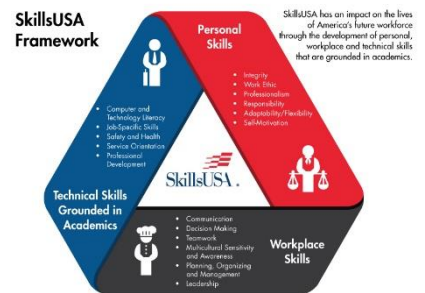 SkillsUSA
Framework
SkillsUSA has an impact on the lives
of America's future workforce
through the development of personal,
workplace and technical skills
that are grounded in academics.
Personal
Skills
• Integrity
• Work Ethic
• Professionalism
• Responsibility
• Adaptability/Flexibility
• Self-Motivation
• Computer and
Technology Literacy
• Job-Specific Skills
• Safety and Health
• Service Orientation
• Professional
Development
Technical Skills
Grounded in
Academics
SkillsUSA.
• Communication
• Decision Making
• Teamwork
• Multicultural Sensitivity
and Awareness
• Planning, Organizing
and Management
• Leadership
Workplace
Skills